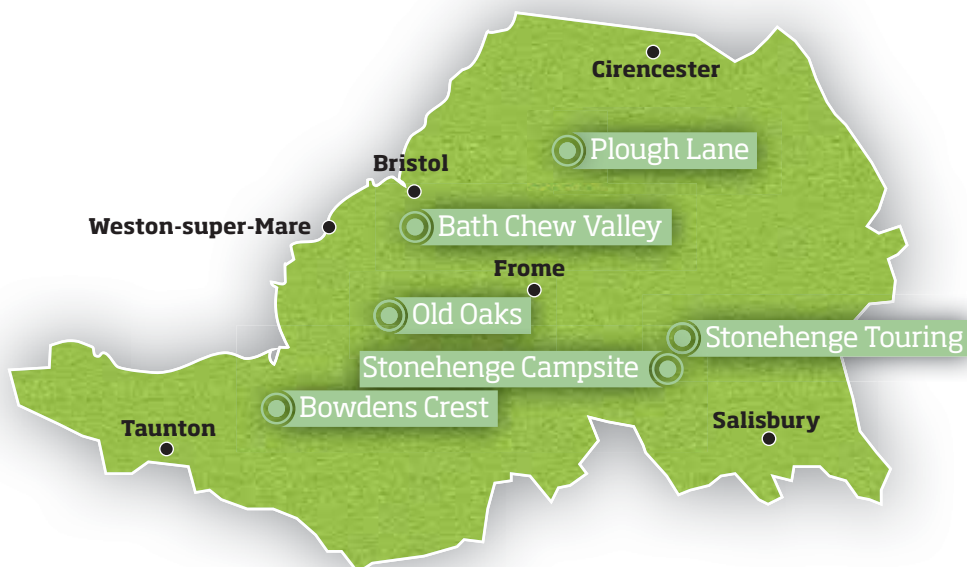 Cirencester
Plough Lane
Bristol
Weston-super-Mare
Bath Chew Valley
Frome
Old Oaks
Stonehenge Touring
Stonehenge Campsite
Bowdens Crest
Salisbury
Taunton